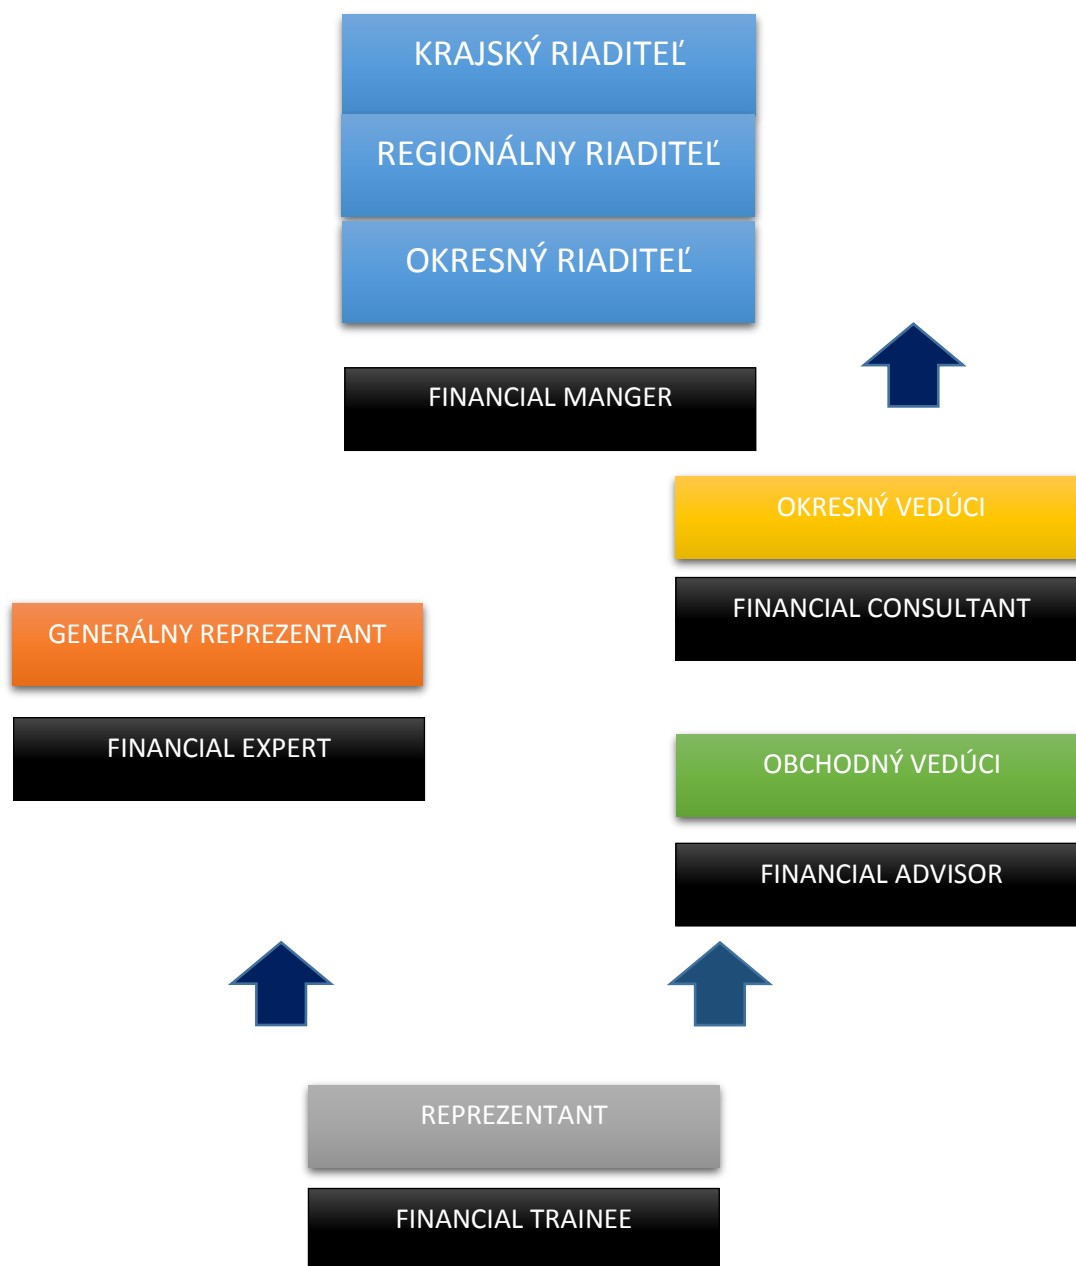 KRAJSKÝ RIADITEĽ
REGIONÁLNY RIADITEĽ
OKRESNÝ RIADITEĽ
FINANCIAL MANGER
OKRESNÝ VEDÚCI
FINANCIAL CONSULTANT
GENERÁLNY REPREZENTANT
FINANCIAL EXPERT
OBCHODNÝ VEDÚCI
FINANCIAL ADVISOR
REPREZENTANT
FINANCIAL TRAINEE